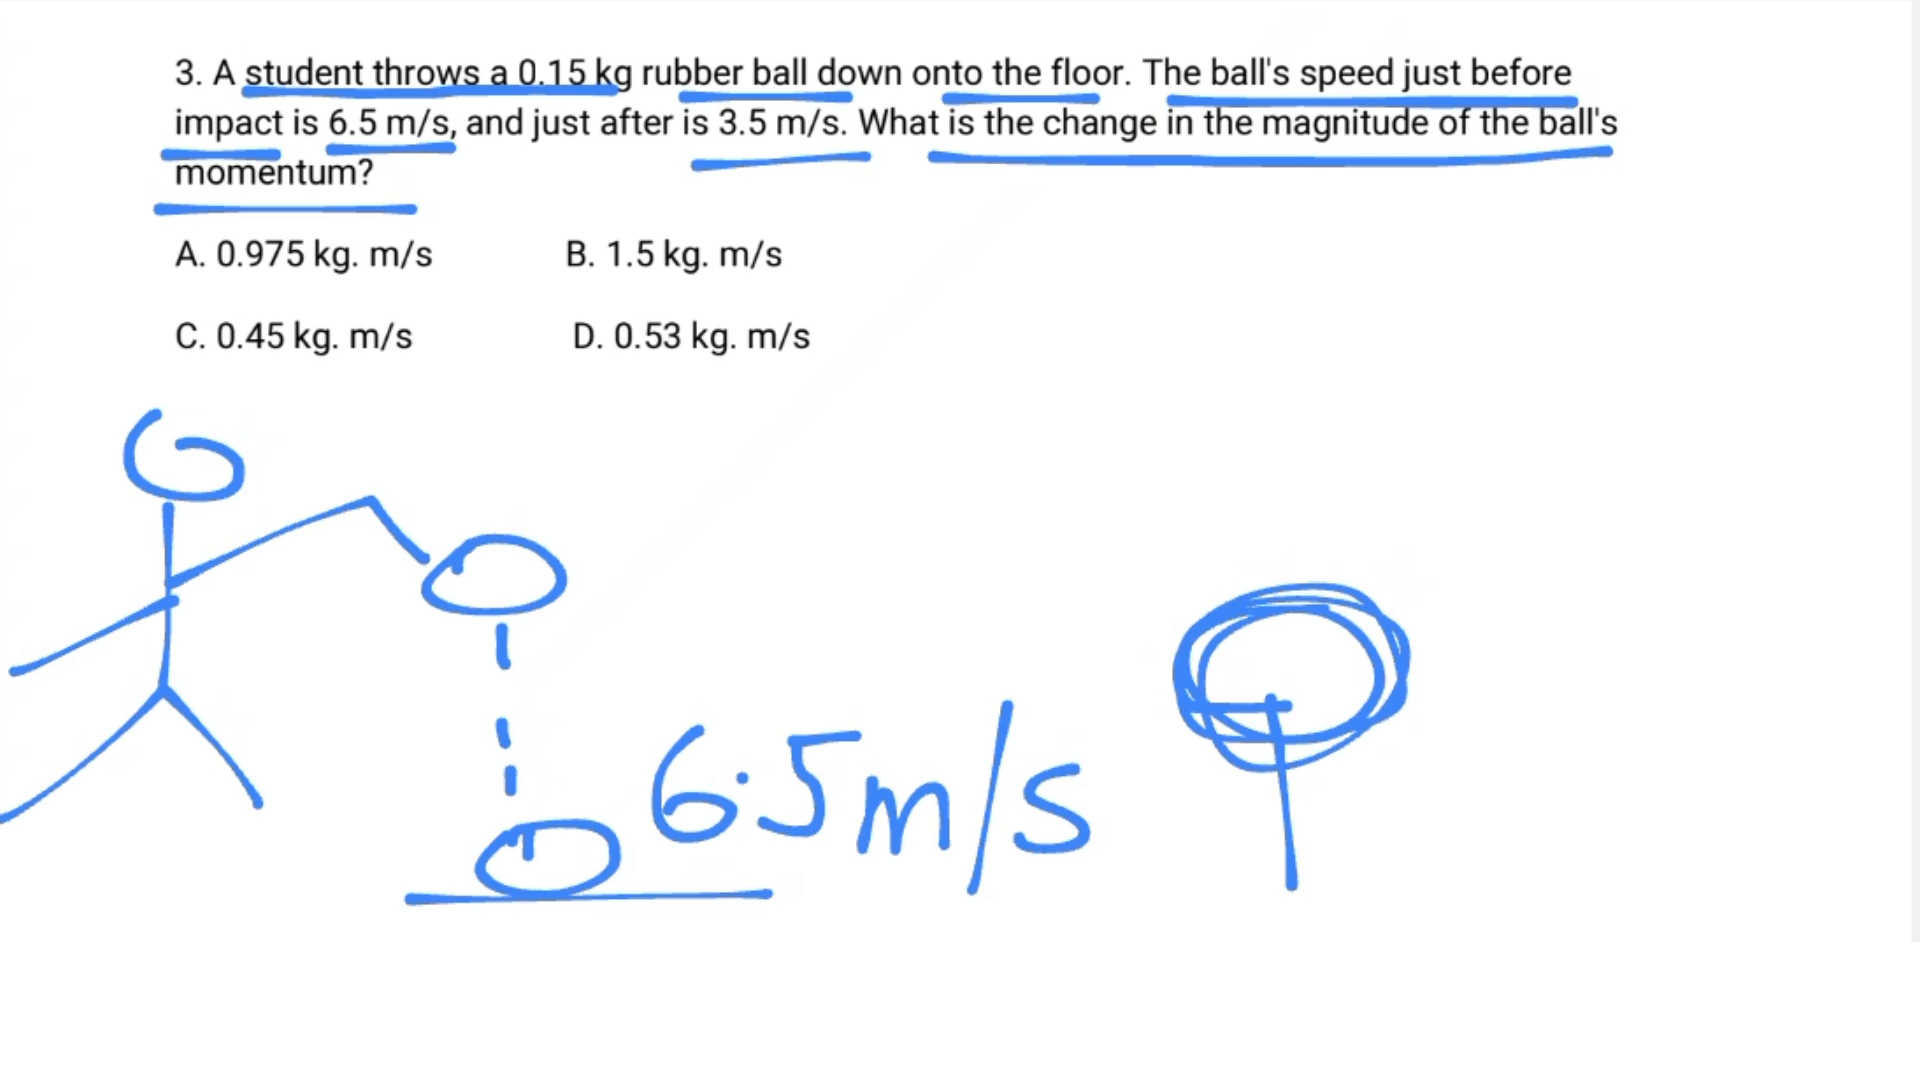 3. A student throws a 0.15 kg rubber ball down onto the floor. The ball's speed just before
impact is 6.5 m/s, and just after is 3.5 m/s. What is the change in the magnitude of the ball's
momentum?
A. 0.975 kg. m/s B. 1.5 kg. m/s
C. 0.45 kg. m/s D. 0.53 kg. m/s
6.5m/s